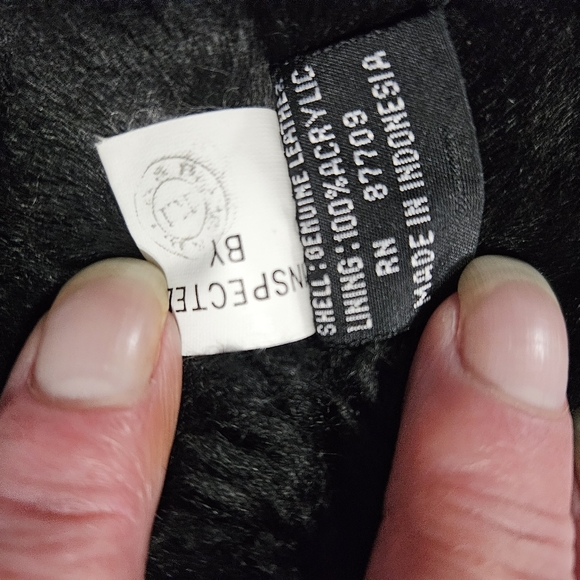 SHELL:GENUINE LEATHER
LINING:100%ACRYLIC
RN 87709
MADE IN INDONESIA
INSPECTED
BY